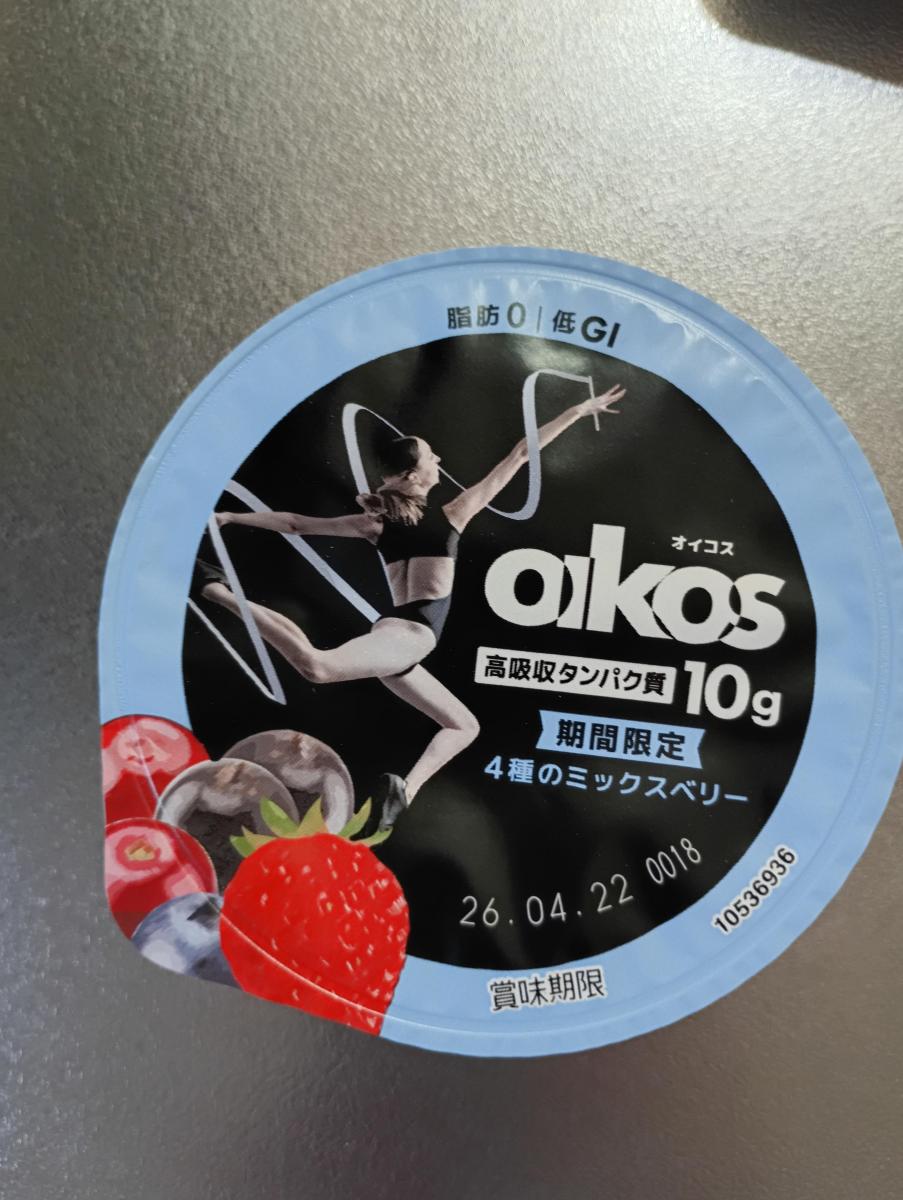 脂肪0|低GI
オイコス
oikos
高吸収タンパク質 10g
期間限定
4種のミックスベリー
26.04.22 0018
10536936
賞味期限